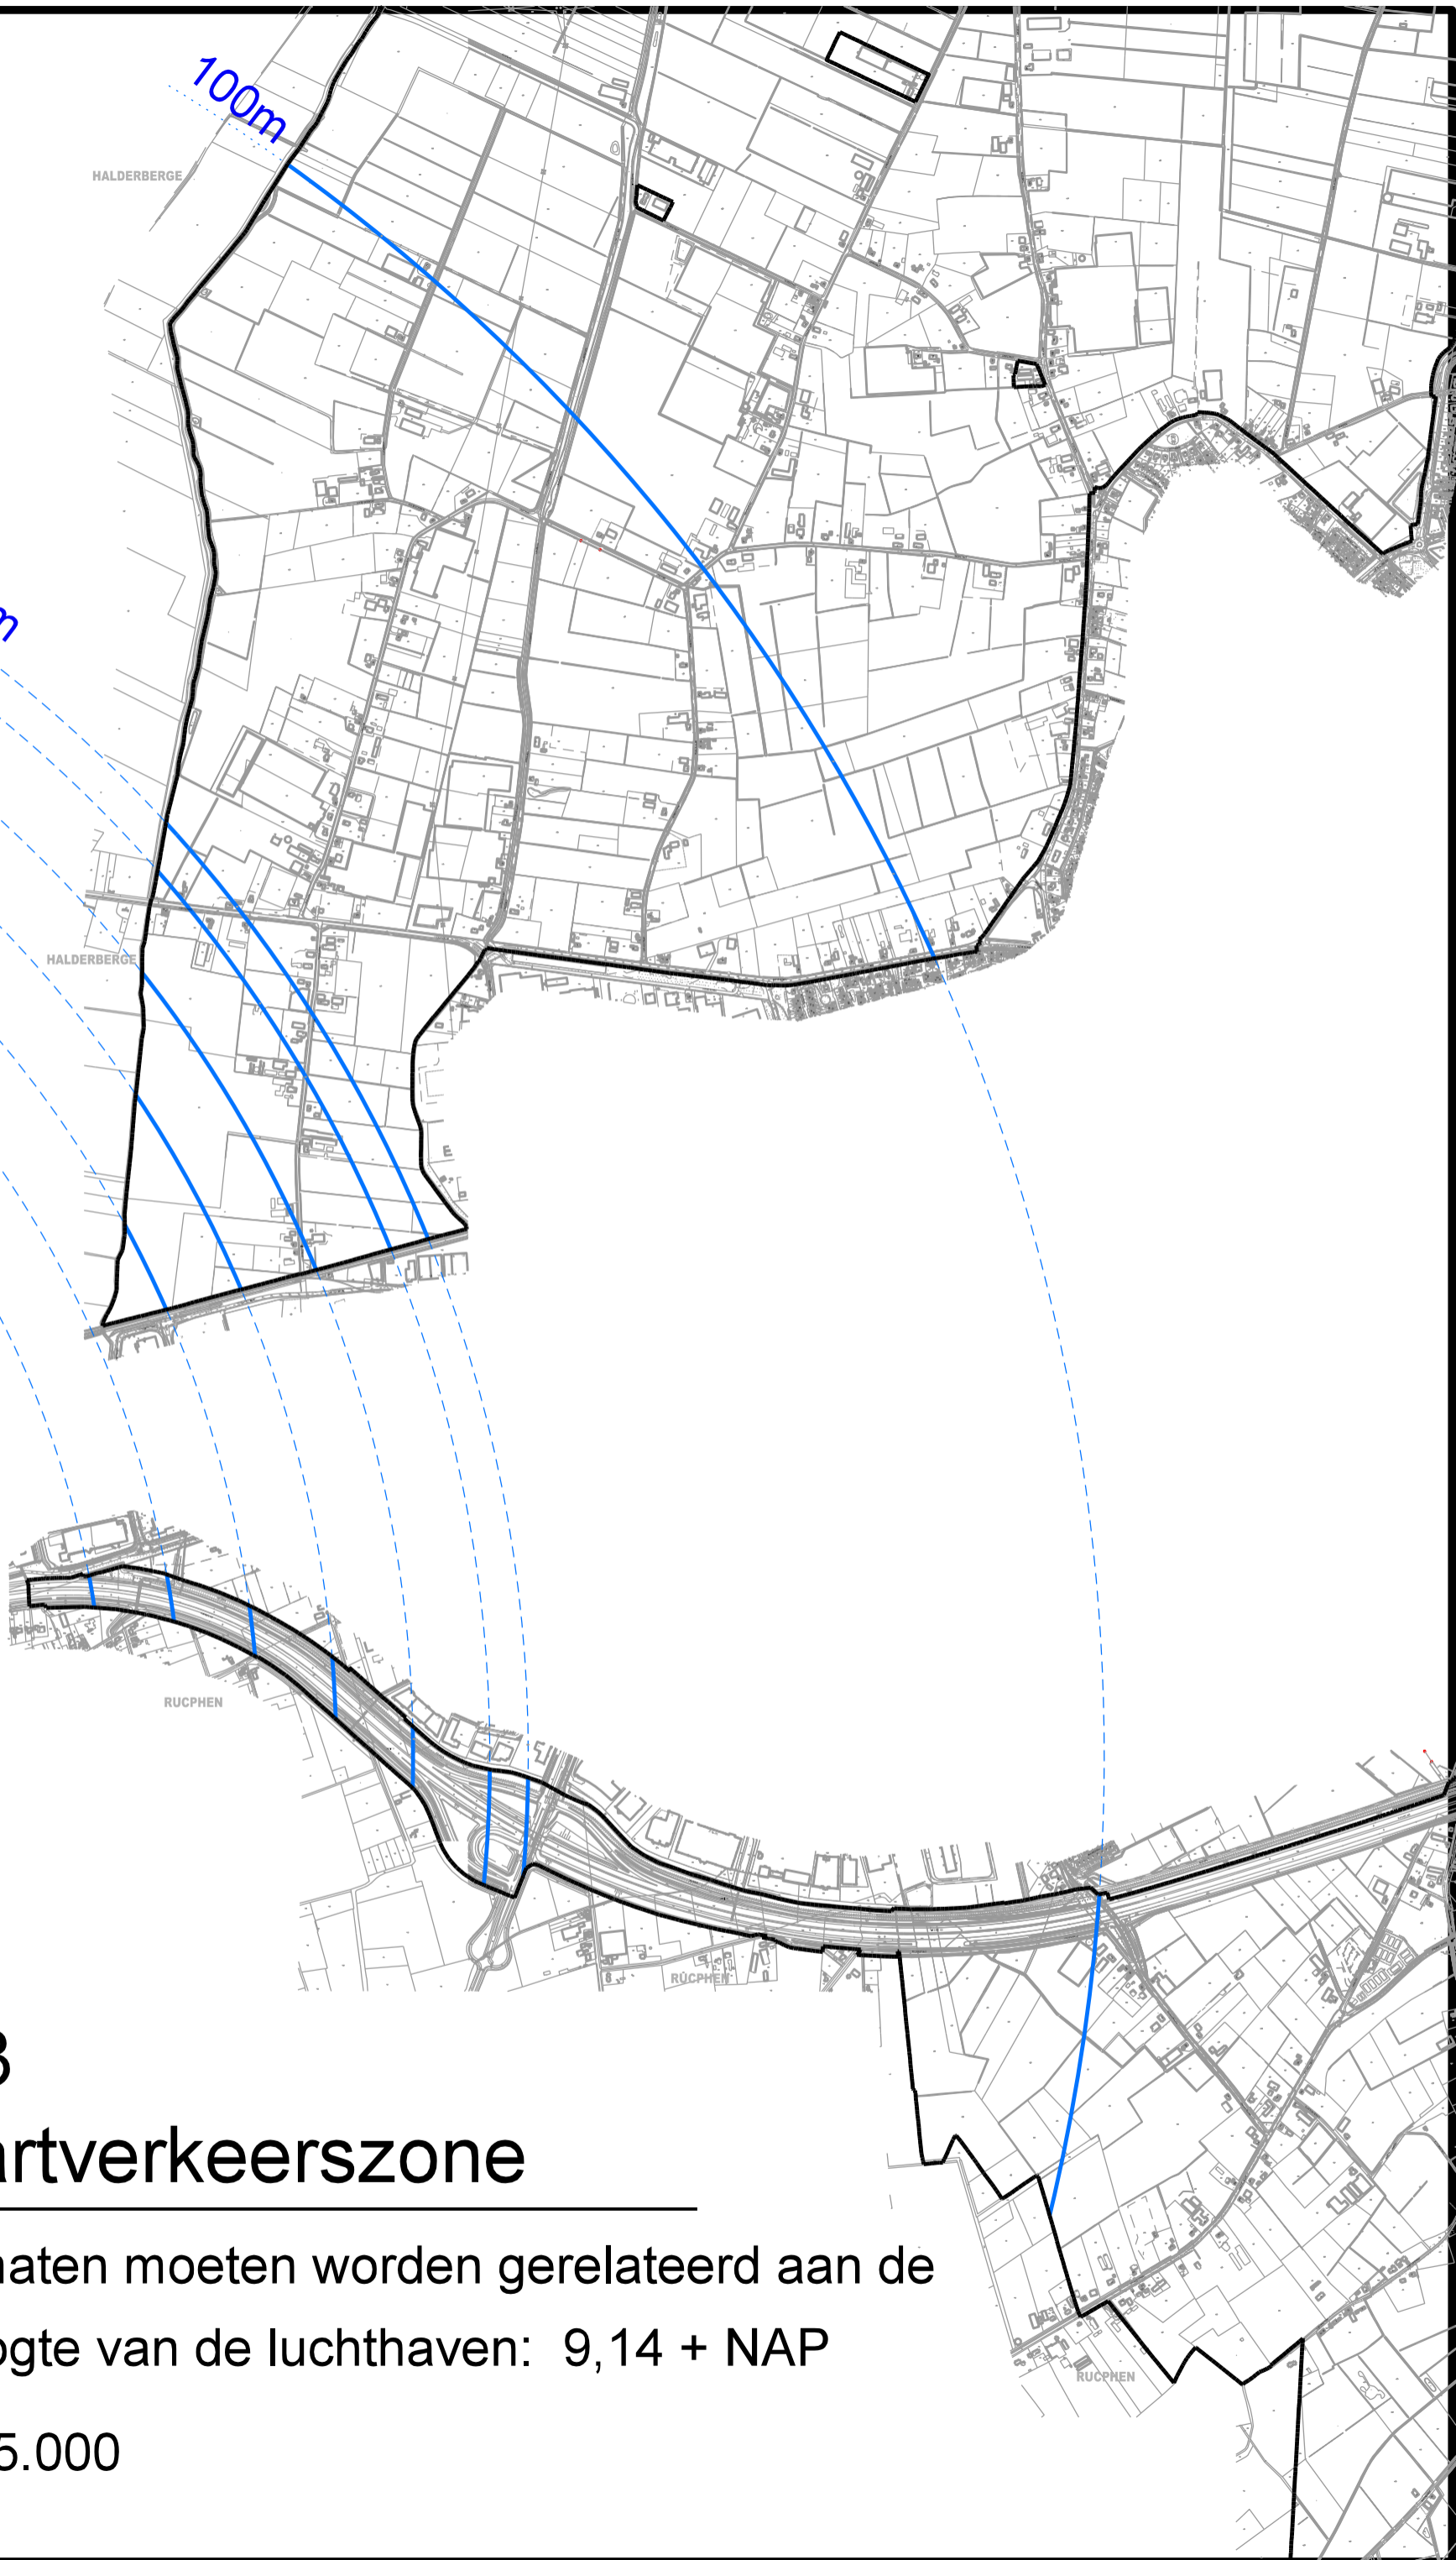 100m
HALDERBERGE
m
HALDERBERGE
E
RUCPHEN
RUCPHEN
B
artverkeerszone
naten moeten worden gerelateerd aan de
ogte van de luchthaven: 9,14 + NAP
RUCPHEN
5.000